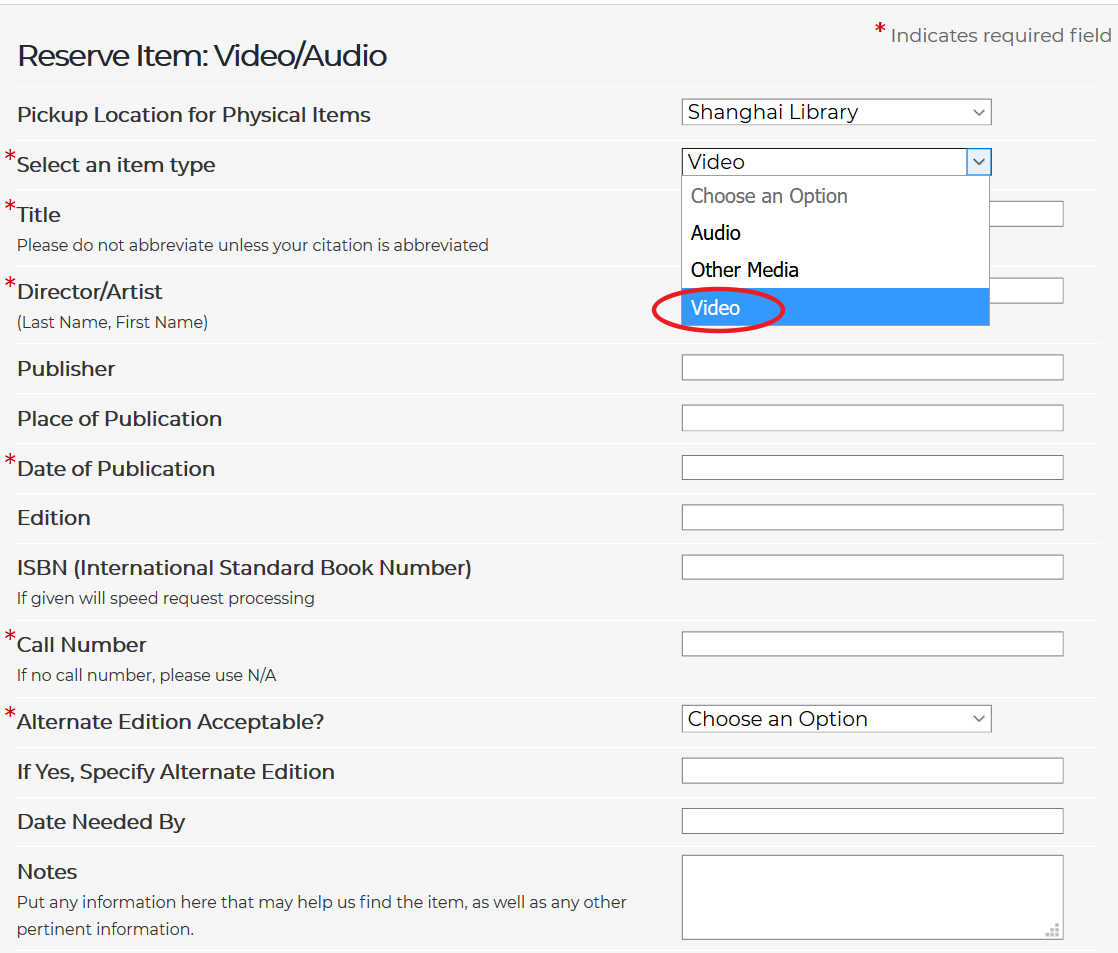 * Indicates required field
Reserve Item: Video/Audio
Pickup Location for Physical Items
Shanghai Library
*Select an item type
Video
Choose an Option
Audio
Other Media
Video
*Title
Please do not abbreviate unless your citation is abbreviated
*Director/Artist
(Last Name, First Name)
Publisher
Place of Publication
*Date of Publication
Edition
ISBN (International Standard Book Number)
If given will speed request processing
*Call Number
If no call number, please use N/A
*Alternate Edition Acceptable?
Choose an Option
If Yes, Specify Alternate Edition
Date Needed By
Notes
Put any information here that may help us find the item, as well as any other
pertinent information.